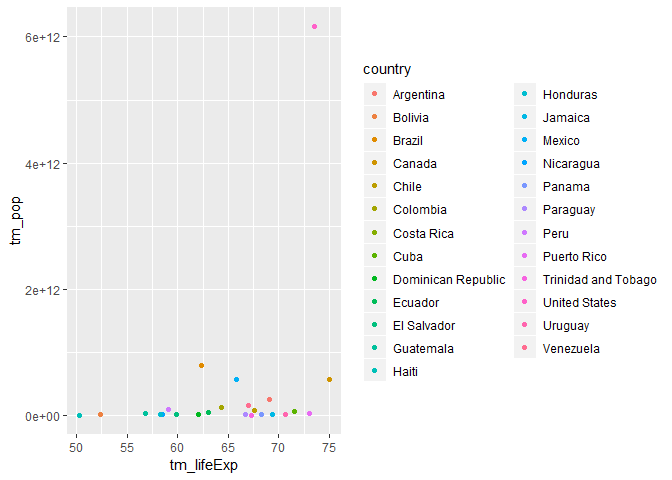 6e+12
4e+12
2e+12
0e+00
tm_pop
50 55 60 65 70 75
tm_lifeExp
country
Argentina
Bolivia
Brazil
Canada
Chile
Colombia
Costa Rica
Cuba
Dominican Republic
Ecuador
El Salvador
Guatemala
Haiti
Honduras
Jamaica
Mexico
Nicaragua
Panama
Paraguay
Peru
Puerto Rico
Trinidad and Tobago
United States
Uruguay
Venezuela